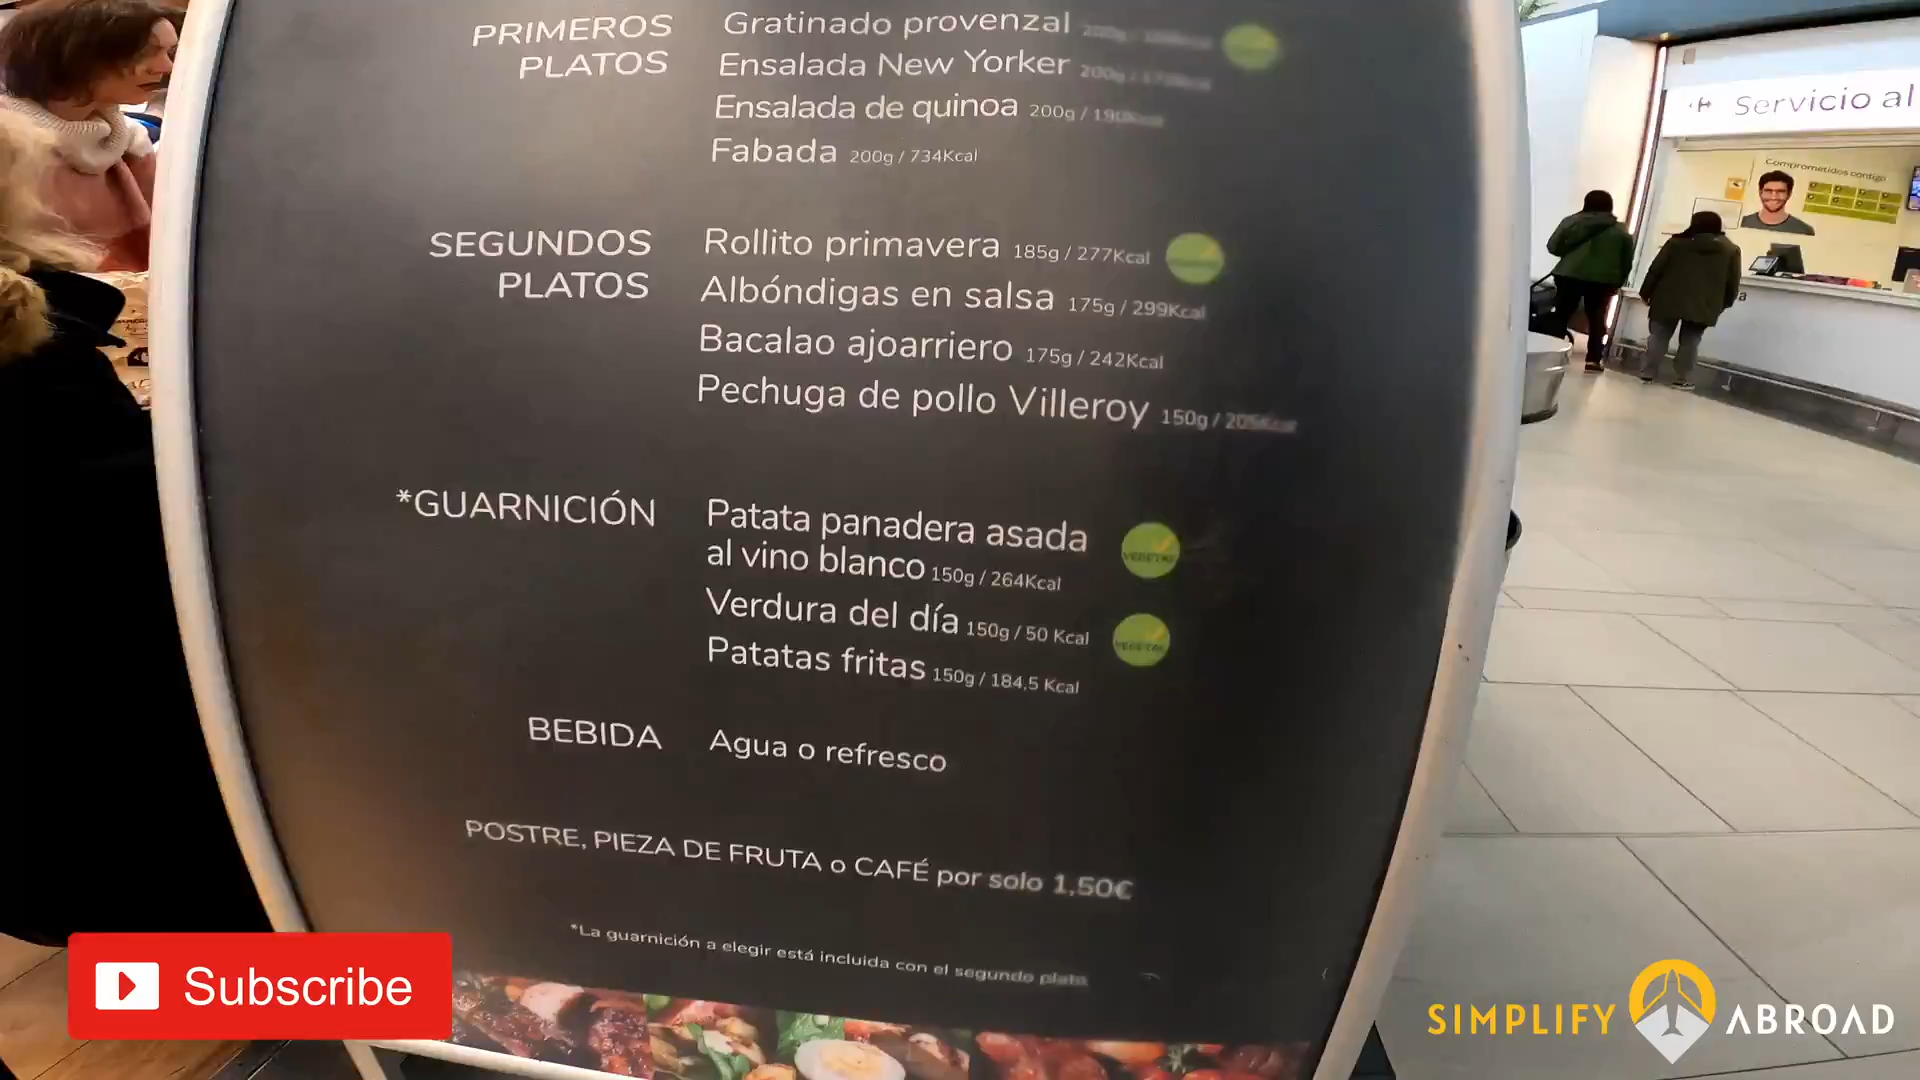 PRIMEROS
PLATOS
Gratinado provenzal
Ensalada New Yorker 200g /
Ensalada de quinoa 200g /
Fabada 200g / 734Kcal
SEGUNDOS
PLATOS
Rollito primavera 185g / 277Kcal
Albóndigas en salsa 175g / 299Kcal
Bacalao ajoarriero 175g / 242Kcal
Pechuga de pollo Villeroy 150g /
*GUARNICIÓN
Patata panadera asada
al vino blanco 150g / 264Kcal
VEGETAL
Verdura del día 150g / 50 Kcal
VEGETAL
Patatas fritas 150g / 184,5 Kcal
BEBIDA
Agua o refresco
POSTRE, PIEZA DE FRUTA o CAFÉ por solo 1,50€
*La guarnición a elegir está incluida con el segundo plato
Servicio al
Comprometidos contigo
Subscribe
SIMPLIFY ABROAD